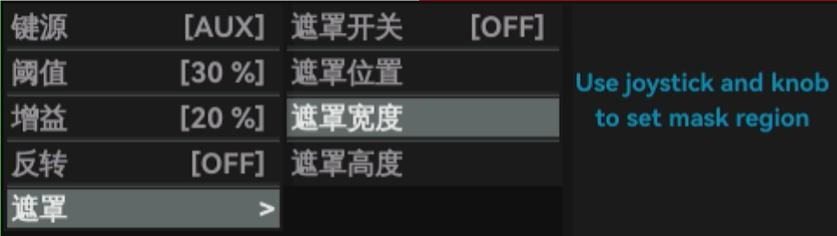 键源 [AUX]
阈值 [30 %]
增益 [20 %]
反转 [OFF]
遮罩 >
遮罩开关 [OFF]
遮罩位置
遮罩宽度
遮罩高度
Use joystick and knob
to set mask region